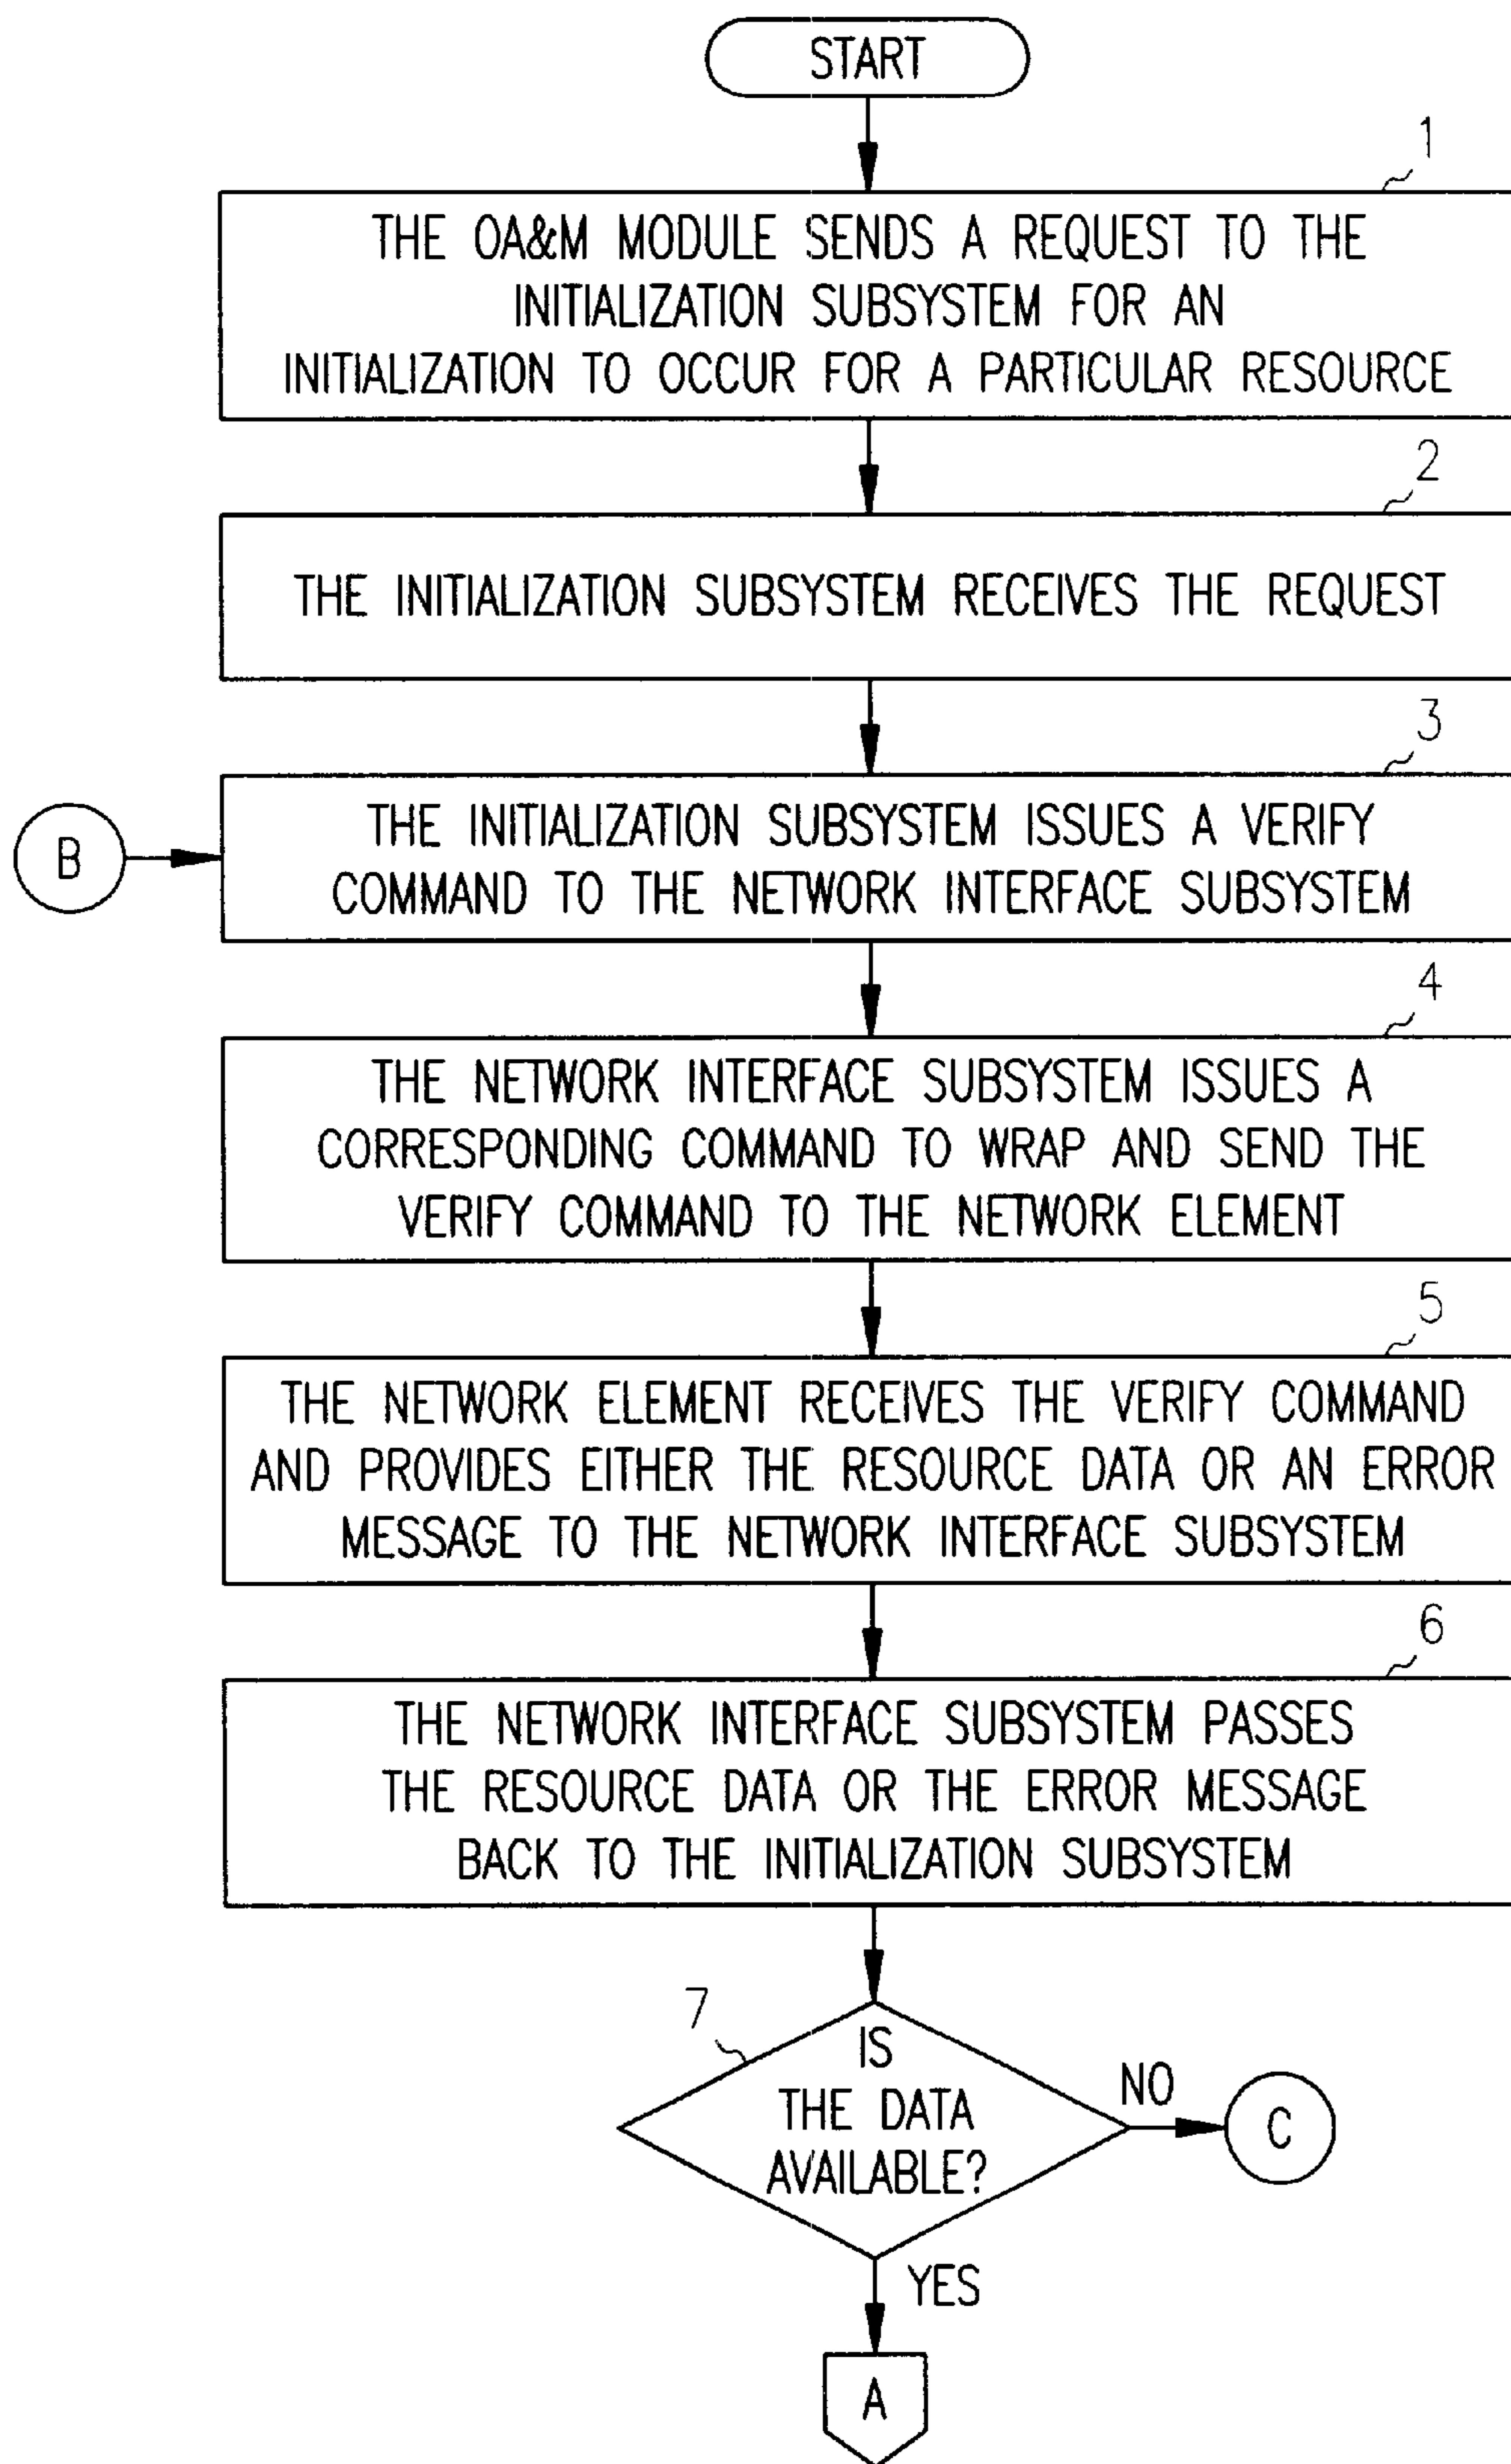 START
1
THE OA&M MODULE SENDS A REQUEST TO THE
INITIALIZATION SUBSYSTEM FOR AN
INITIALIZATION TO OCCUR FOR A PARTICULAR RESOURCE
2
THE INITIALIZATION SUBSYSTEM RECEIVES THE REQUEST
3
B
THE INITIALIZATION SUBSYSTEM ISSUES A VERIFY
COMMAND TO THE NETWORK INTERFACE SUBSYSTEM
4
THE NETWORK INTERFACE SUBSYSTEM ISSUES A
CORRESPONDING COMMAND TO WRAP AND SEND THE
VERIFY COMMAND TO THE NETWORK ELEMENT
5
THE NETWORK ELEMENT RECEIVES THE VERIFY COMMAND
AND PROVIDES EITHER THE RESOURCE DATA OR AN ERROR
MESSAGE TO THE NETWORK INTERFACE SUBSYSTEM
6
THE NETWORK INTERFACE SUBSYSTEM PASSES
THE RESOURCE DATA OR THE ERROR MESSAGE
BACK TO THE INITIALIZATION SUBSYSTEM
7
IS
THE DATA
AVAILABLE?
NO
C
YES
A